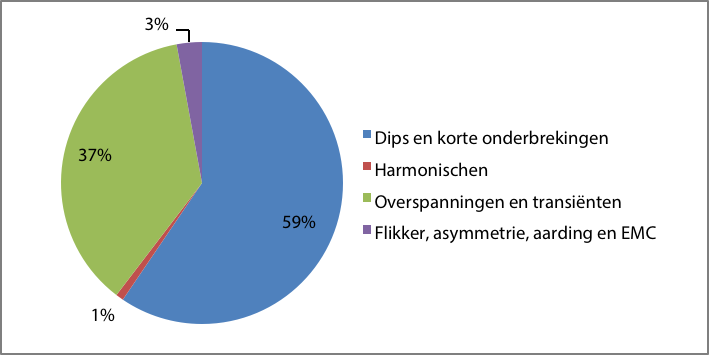 3%
37%
59%
1%
Dips en korte onderbrekingen
Harmonischen
Overspanningen en transiënten
Flikker, asymmetrie, aarding en EMC